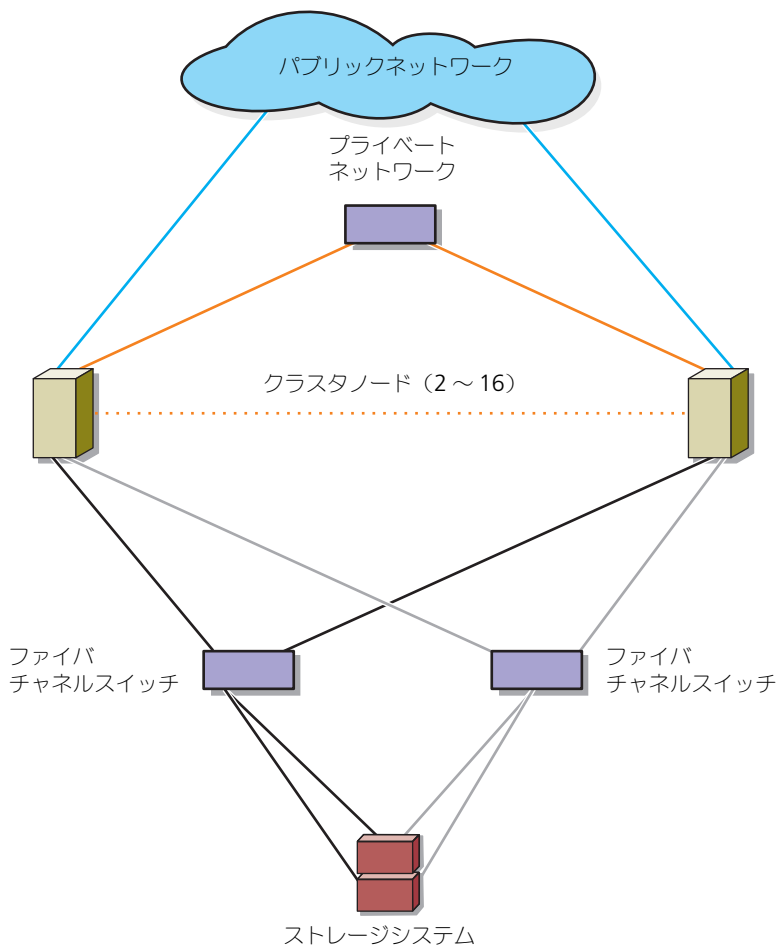 パブリックネットワーク
プライベート
ネットワーク
クラスタノード（2 ～ 16）
ファイバ
チャネルスイッチ
ファイバ
チャネルスイッチ
ストレージシステム